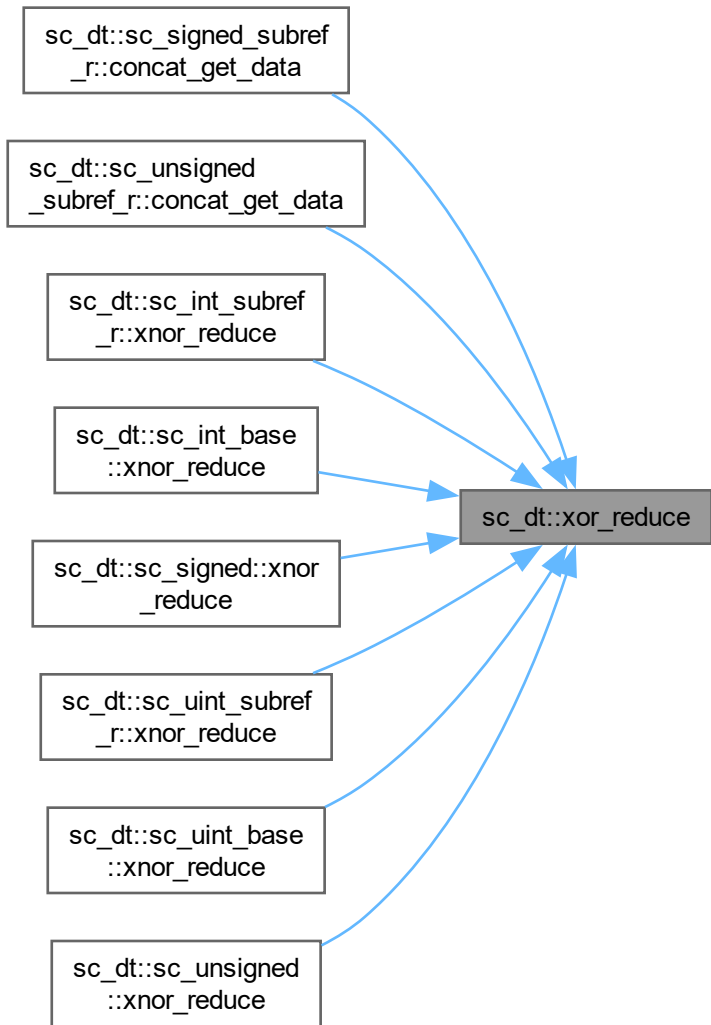 sc_dt::sc_signed_subref
_r::concat_get_data
sc_dt::sc_unsigned
_subref_r::concat_get_data
sc_dt::sc_int_subref
_r::xnor_reduce
sc_dt::sc_int_base
::xnor_reduce
sc_dt::xor_reduce
sc_dt::sc_signed::xnor
_reduce
sc_dt::sc_uint_subref
_r::xnor_reduce
sc_dt::sc_uint_base
::xnor_reduce
sc_dt::sc_unsigned
::xnor_reduce